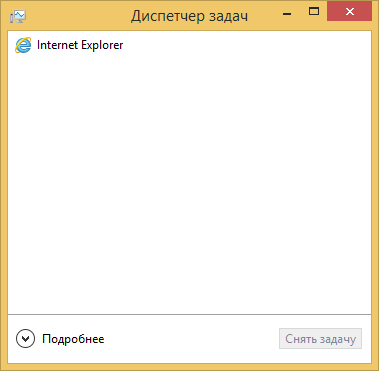 Диспетчер задач
Internet Explorer
Подробнее
Снять задачу